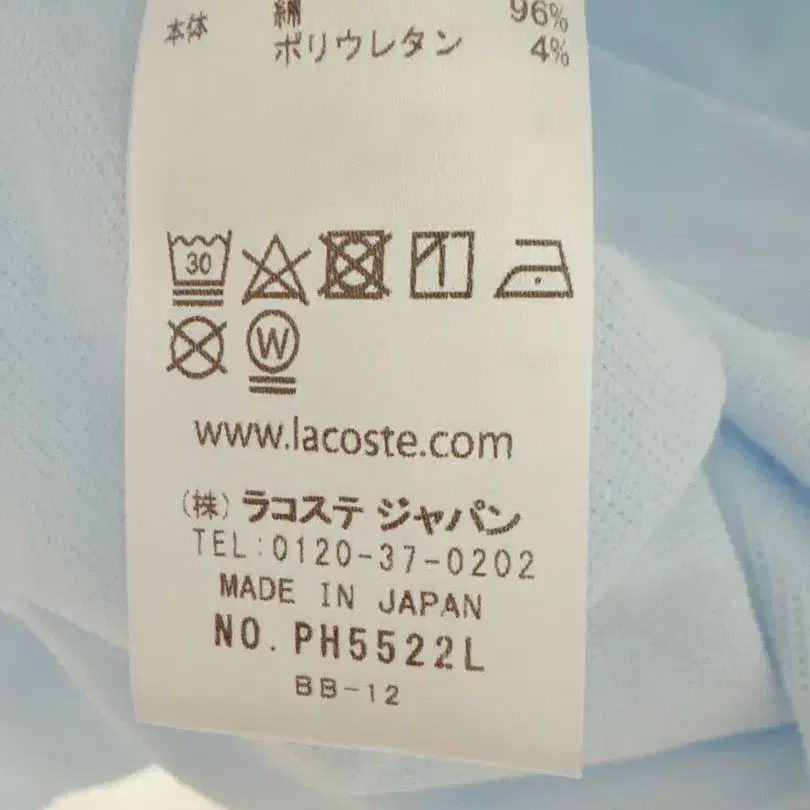 本体 綿 96%
ポリウレタン 4%
30
W
www.lacoste.com
(株) ラコステ ジャパン
TEL:0120-37-0202
MADE IN JAPAN
NO. PH5522L
BB-12